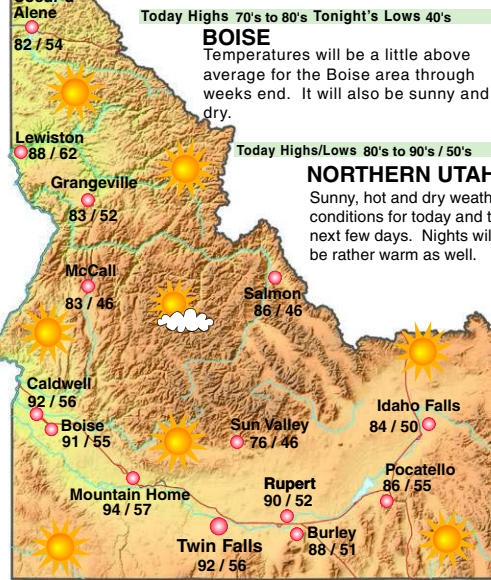 Alene
82 / 54
Today Highs 70's to 80's Tonight's Lows 40's
BOISE
Temperatures will be a little above
average for the Boise area through
weeks end. It will also be sunny and
dry.
Lewiston
88 / 62
Today Highs/Lows 80's to 90's / 50's
NORTHERN UTAH
Sunny, hot and dry weath
conditions for today and t
next few days. Nights wil
be rather warm as well.
Grangeville
83 / 52
McCall
83 / 46
Salmon
86 / 46
Caldwell
92 / 56
Boise
91 / 55
Sun Valley
76 / 46
Idaho Falls
84 / 50
Mountain Home
94 / 57
Rupert
90 / 52
Pocatello
86 / 55
Twin Falls
92 / 56
Burley
88 / 51